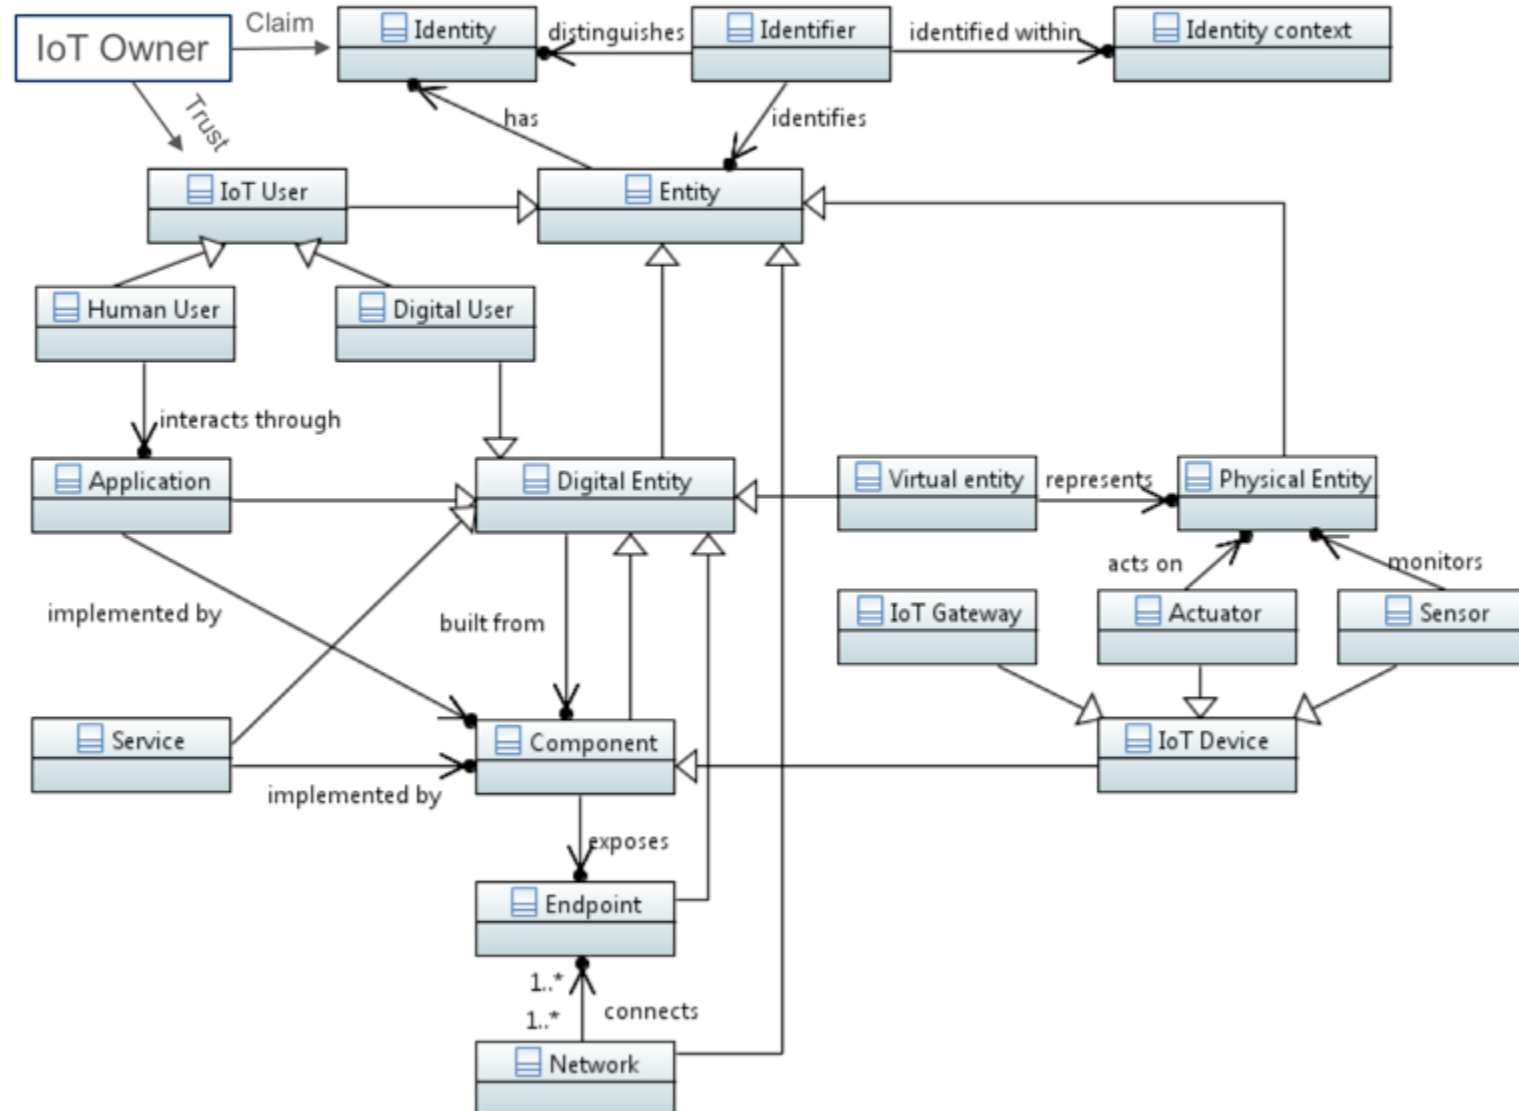 Claim
IoT Owner
Identity
distinguishes
Identifier
identified within
Identity context
Trust
has
identifies
IoT User
Entity
Human User
Digital User
interacts through
Application
Digital Entity
Virtual entity
represents
Physical Entity
acts on
monitors
implemented by
built from
IoT Gateway
Actuator
Sensor
Service
Component
IoT Device
implemented by
exposes
Endpoint
1..*
connects
1..*
Network